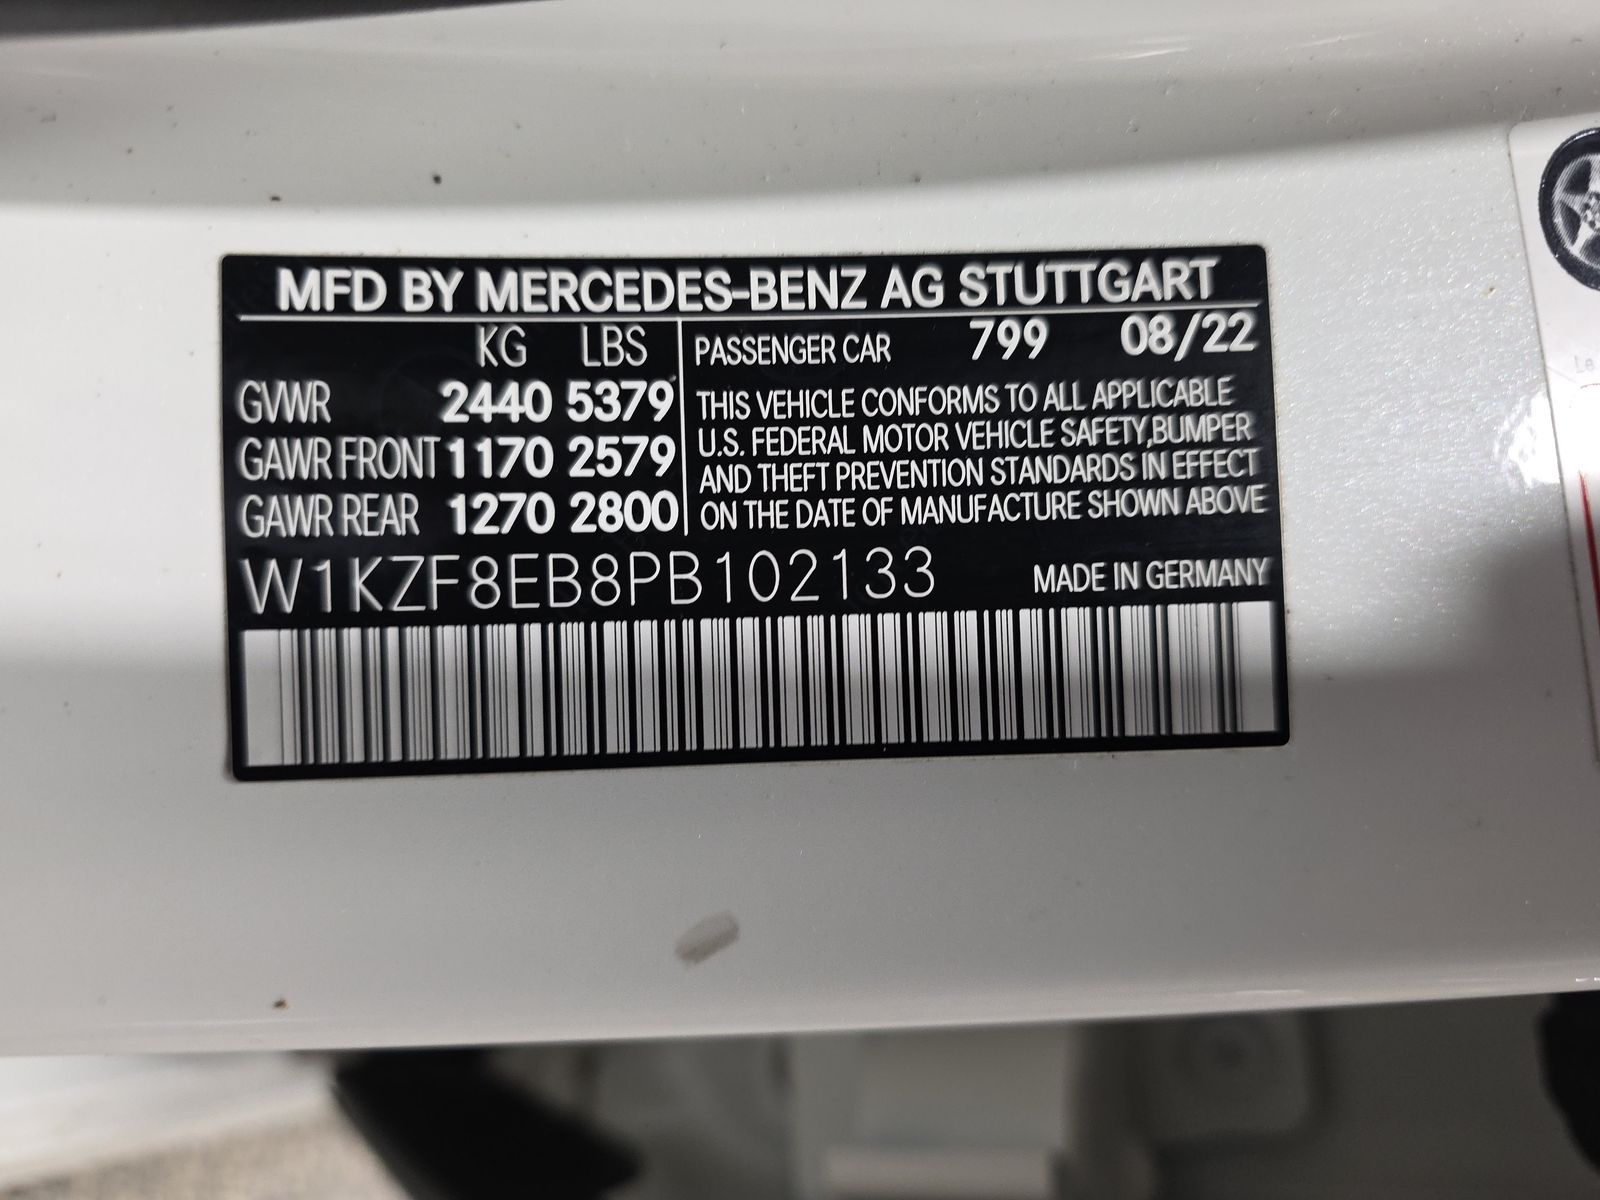 MFD BY MERCEDES-BENZ AG STUTTGART
KG LBS
GVWR 2440 5379
GAWR FRONT 1170 2579
GAWR REAR 1270 2800
PASSENGER CAR 799 08/22
THIS VEHICLE CONFORMS TO ALL APPLICABLE
U.S. FEDERAL MOTOR VEHICLE SAFETY,BUMPER
AND THEFT PREVENTION STANDARDS IN EFFECT
ON THE DATE OF MANUFACTURE SHOWN ABOVE
W1KZF8EB8PB102133 MADE IN GERMANY